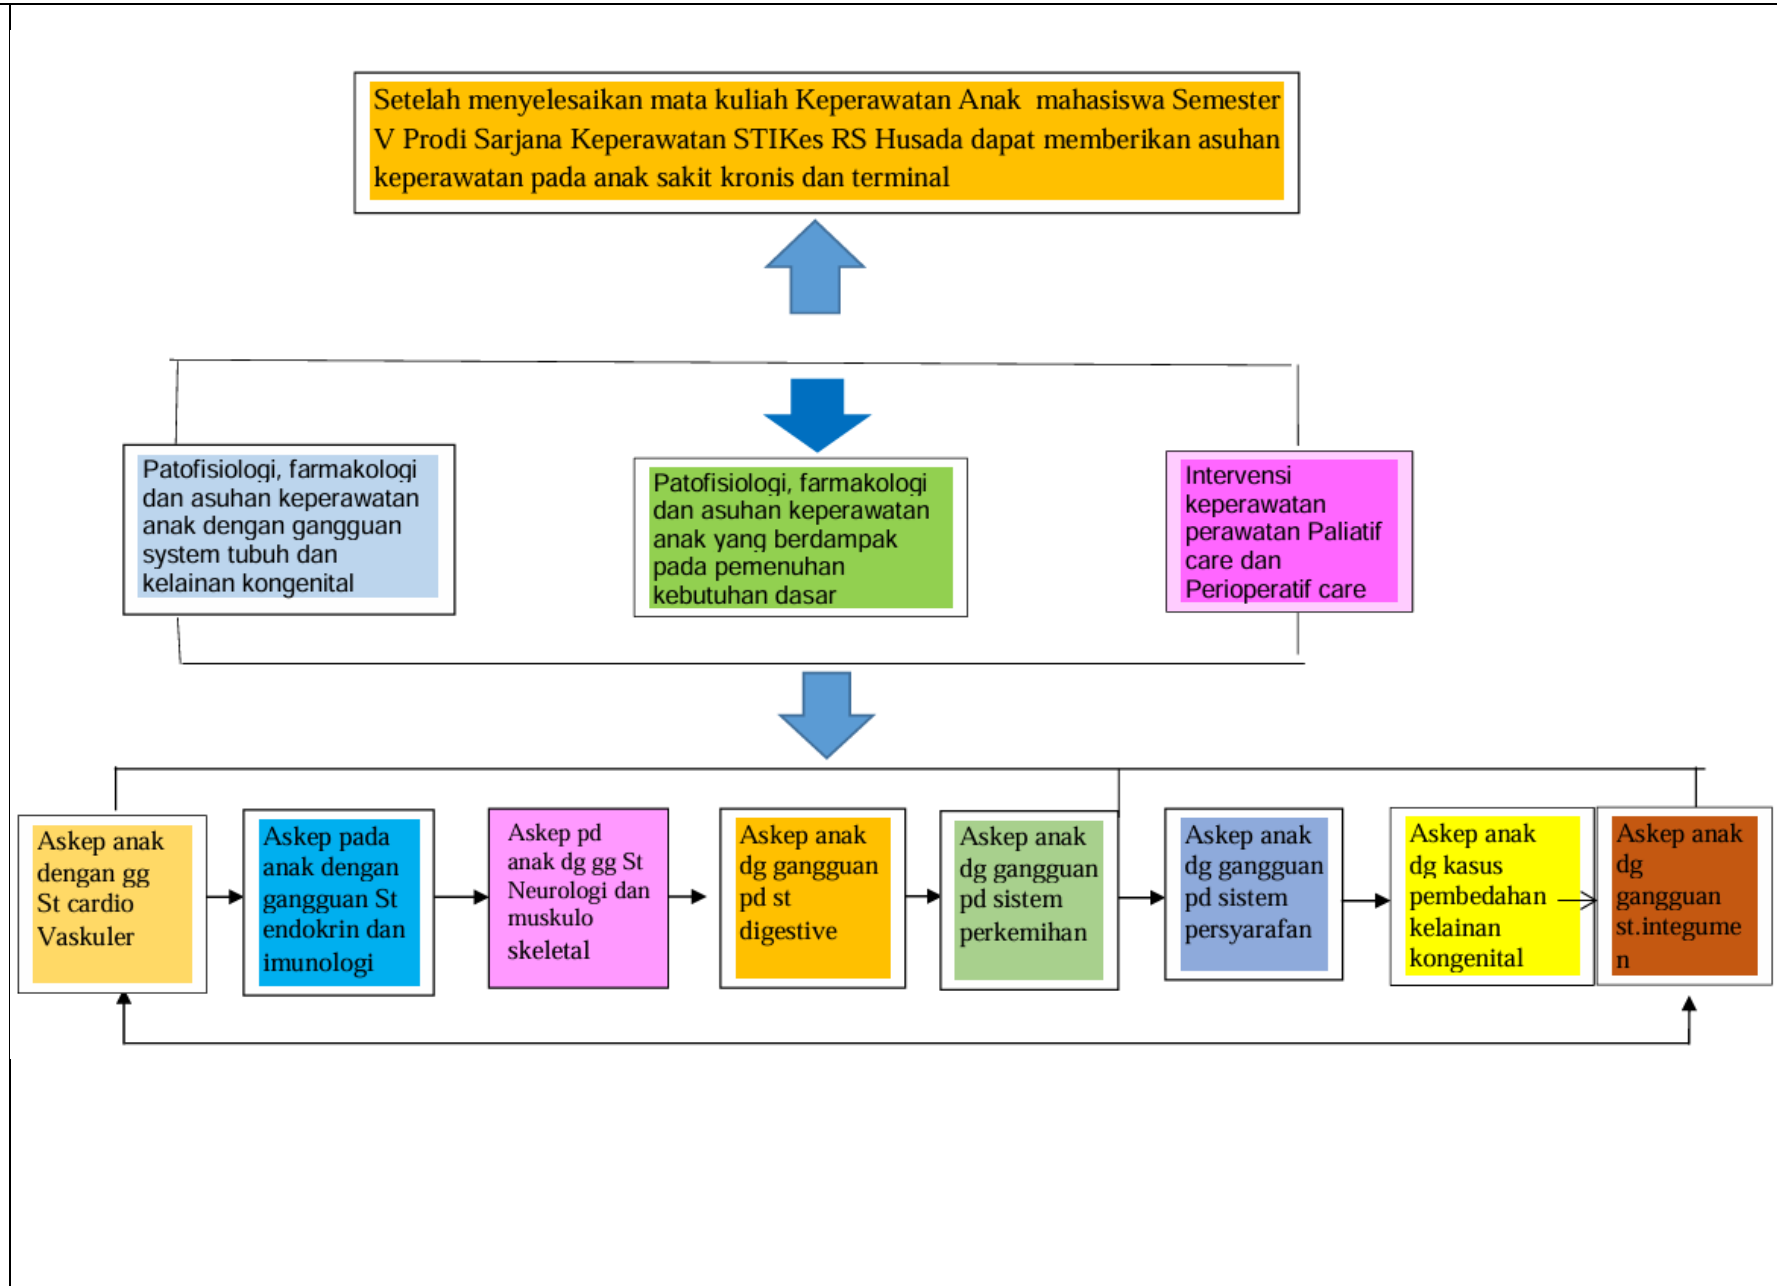 Setelah menyelesaikan mata kuliah Keperawatan Anak mahasiswa Semester
V Prodi Sarjana Keperawatan STIKes RS Husada dapat memberikan asuhan
keperawatan pada anak sakit kronis dan terminal
Patofisiologi, farmakologi
dan asuhan keperawatan
anak dengan gangguan
system tubuh dan
kelainan kongenital
Patofisiologi, farmakologi
dan asuhan keperawatan
anak yang berdampak
pada pemenuhan
kebutuhan dasar
Intervensi
keperawatan
perawatan Paliatif
care dan
Perioperatif care
Askep anak
dengan gg
St cardio
Vaskuler
Askep pada
anak dengan
gangguan St
endokrin dan
imunologi
Askep pd
anak dg gg St
Neurologi dan
muskulo
skeletal
Askep anak
dg gangguan
pd st
digestive
Askep anak
dg gangguan
pd sistem
perkemihan
Askep anak
dg gangguan
pd sistem
persyarafan
Askep anak
dg kasus
pembedahan
kelainan
kongenital
Askep anak
dg
gangguan
st.integume
n